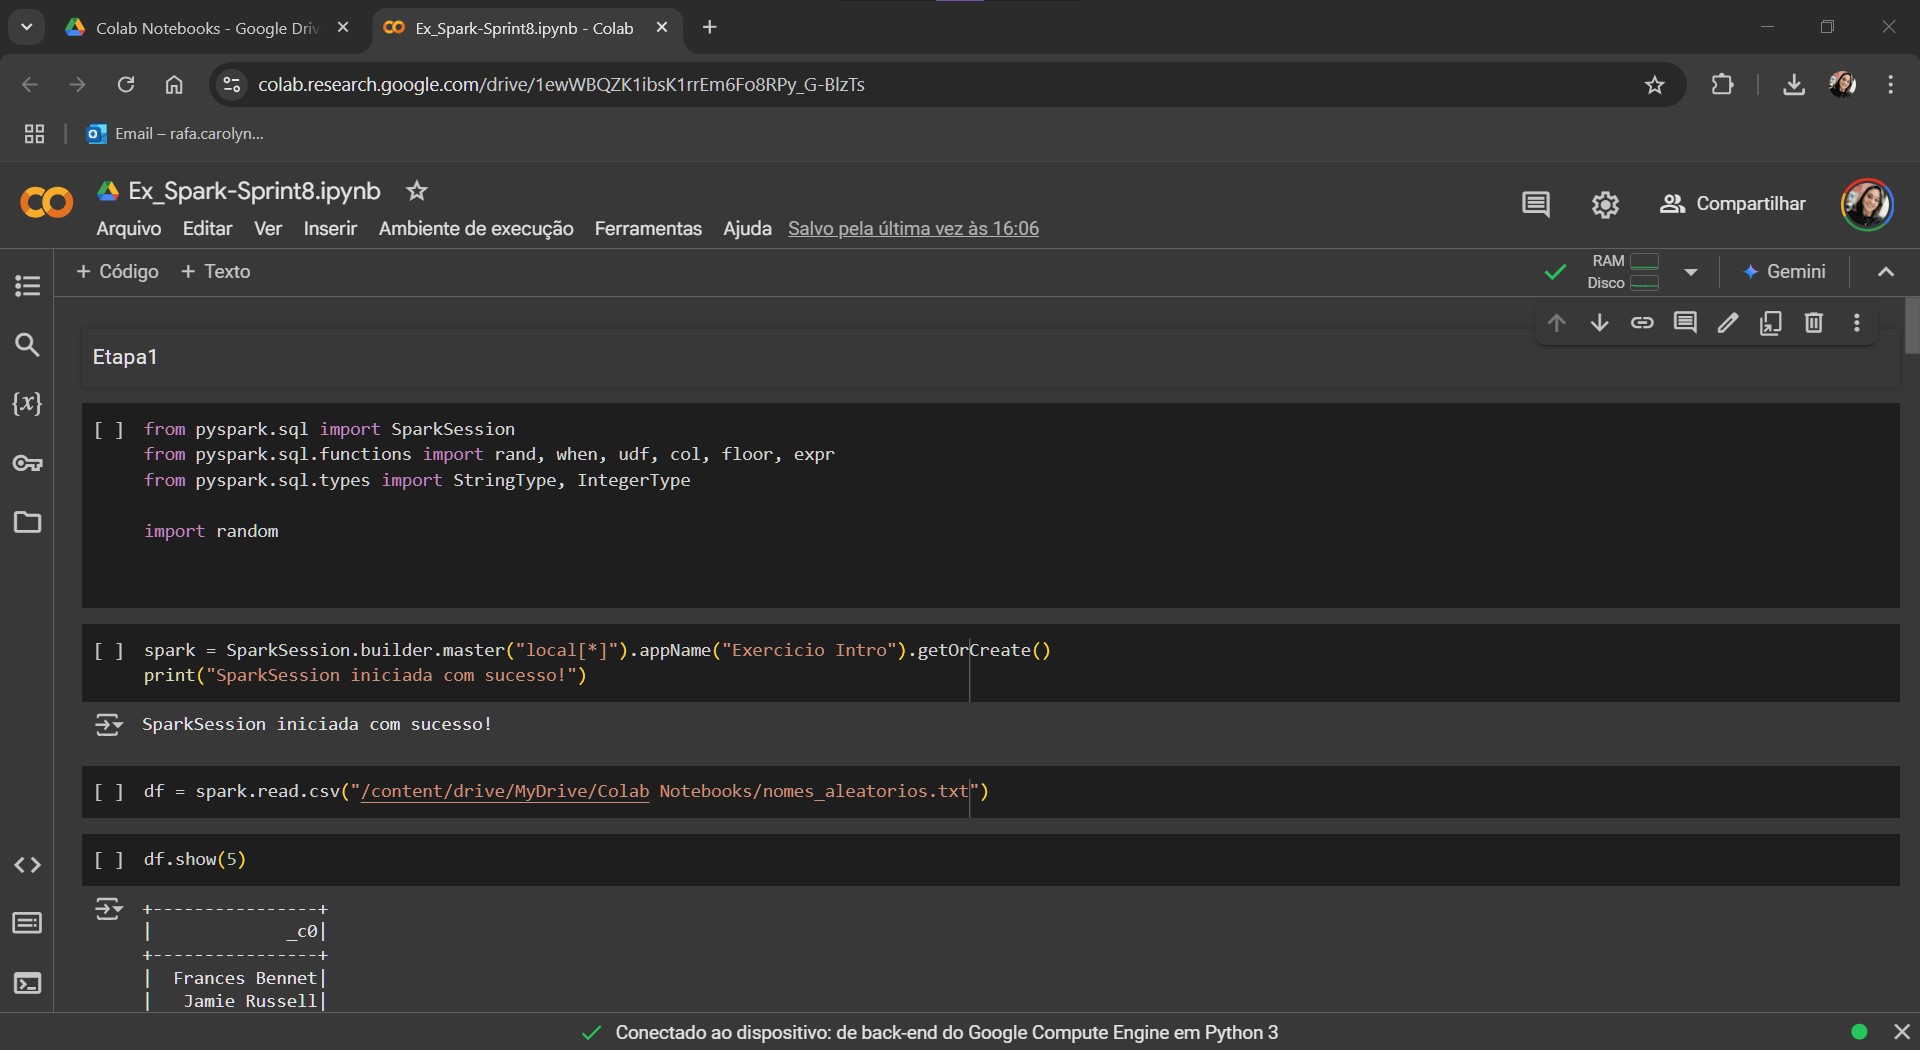 Colab Notebooks - Google Driv
Ex_Spark-Sprint8.ipynb - Colab
colab.research.google.com/drive/1ewWBQZK1ibsK1rrEm6Fo8RPy_G-BlzTs
Email – rafa.carolyn...
Ex_Spark-Sprint8.ipynb
Compartilhar
Arquivo Editar Ver Inserir Ambiente de execução Ferramentas Ajuda Salvo pela última vez às 16:06
+ Código + Texto
RAM
Disco
Gemini
Etapa1
[ ] from pyspark.sql import SparkSession
from pyspark.sql.functions import rand, when, udf, col, floor, expr
from pyspark.sql.types import StringType, IntegerType
import random
[ ] spark = SparkSession.builder.master("local[*]").appName("Exercicio Intro").getOrCreate()
print("SparkSession iniciada com sucesso!")
SparkSession iniciada com sucesso!
[ ] df = spark.read.csv("/content/drive/MyDrive/Colab Notebooks/nomes_aleatorios.txt")
[ ] df.show(5)
+----------------+
|             _c0|
+----------------+
|  Frances Bennet|
|   Jamie Russell|
Conectado ao dispositivo: de back-end do Google Compute Engine em Python 3